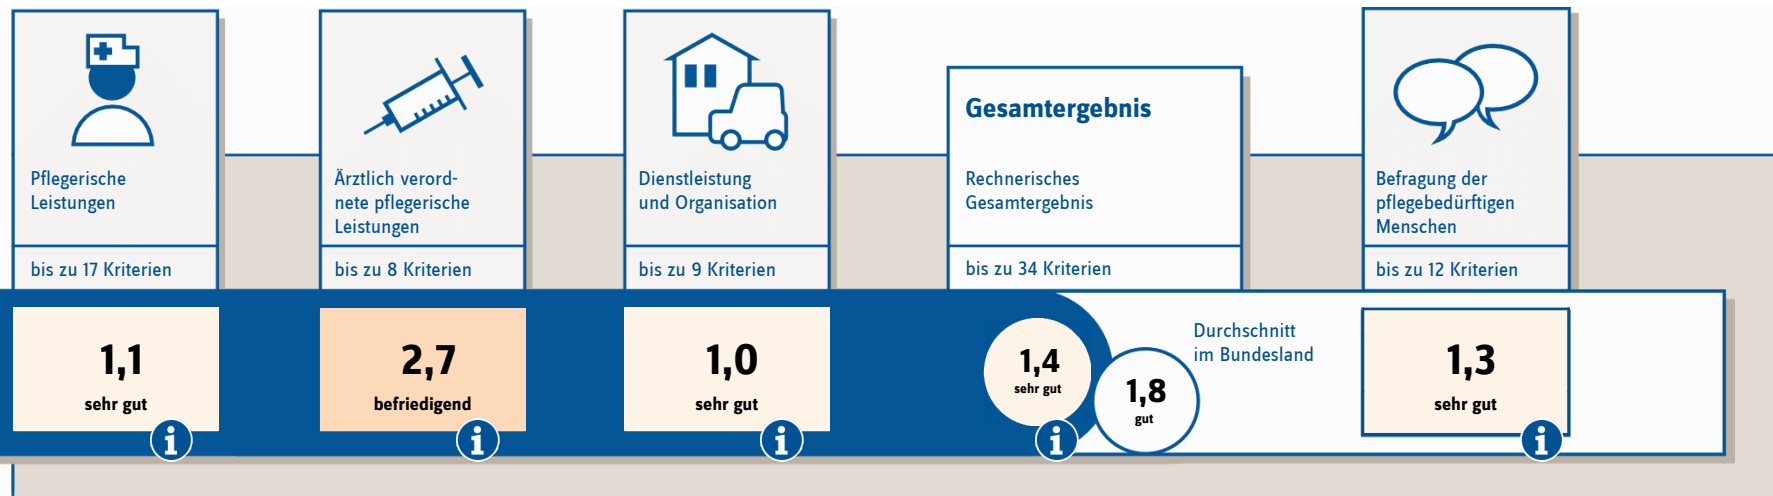 Pflegerische
Leistungen
bis zu 17 Kriterien
1,1
sehr gut
i
Ärztlich verord-
nete pflegerische
Leistungen
bis zu 8 Kriterien
2,7
befriedigend
i
Dienstleistung
und Organisation
bis zu 9 Kriterien
1,0
sehr gut
i
Gesamtergebnis
Rechnerisches
Gesamtergebnis
bis zu 34 Kriterien
1,4
sehr gut
i
1,8
gut
Durchschnitt
im Bundesland
Befragung der
pflegebedürftigen
Menschen
bis zu 12 Kriterien
1,3
sehr gut
i